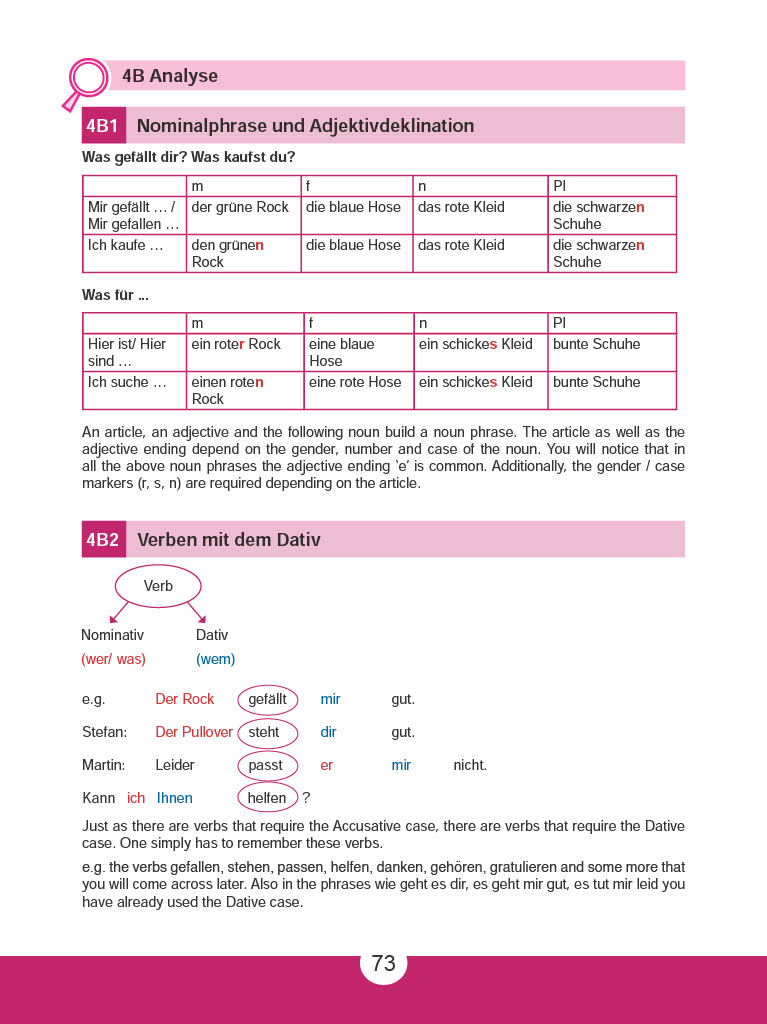 4B Analyse
4B1 Nominalphrase und Adjektivdeklination
Was gefällt dir? Was kaufst du?
m f n Pl
Mir gefällt … / der grüne Rock die blaue Hose das rote Kleid die schwarzen
Mir gefallen … Schuhe
Ich kaufe … den grünen die blaue Hose das rote Kleid die schwarzen
Rock Schuhe
Was für ...
m f n Pl
Hier ist/ Hier ein roter Rock eine blaue ein schickes Kleid bunte Schuhe
sind … Hose
Ich suche … einen roten eine rote Hose ein schickes Kleid bunte Schuhe
Rock
An article, an adjective and the following noun build a noun phrase. The article as well as the
adjective ending depend on the gender, number and case of the noun. You will notice that in
all the above noun phrases the adjective ending ‘e’ is common. Additionally, the gender / case
markers (r, s, n) are required depending on the article.
4B2 Verben mit dem Dativ
Verb
Nominativ Dativ
(wer/ was) (wem)
e.g. Der Rock gefällt mir gut.
Stefan: Der Pullover steht dir gut.
Martin: Leider passt er mir nicht.
Kann ich Ihnen helfen ?
Just as there are verbs that require the Accusative case, there are verbs that require the Dative
case. One simply has to remember these verbs.
e.g. the verbs gefallen, stehen, passen, helfen, danken, gehören, gratulieren and some more that
you will come across later. Also in the phrases wie geht es dir, es geht mir gut, es tut mir leid you
have already used the Dative case.
73